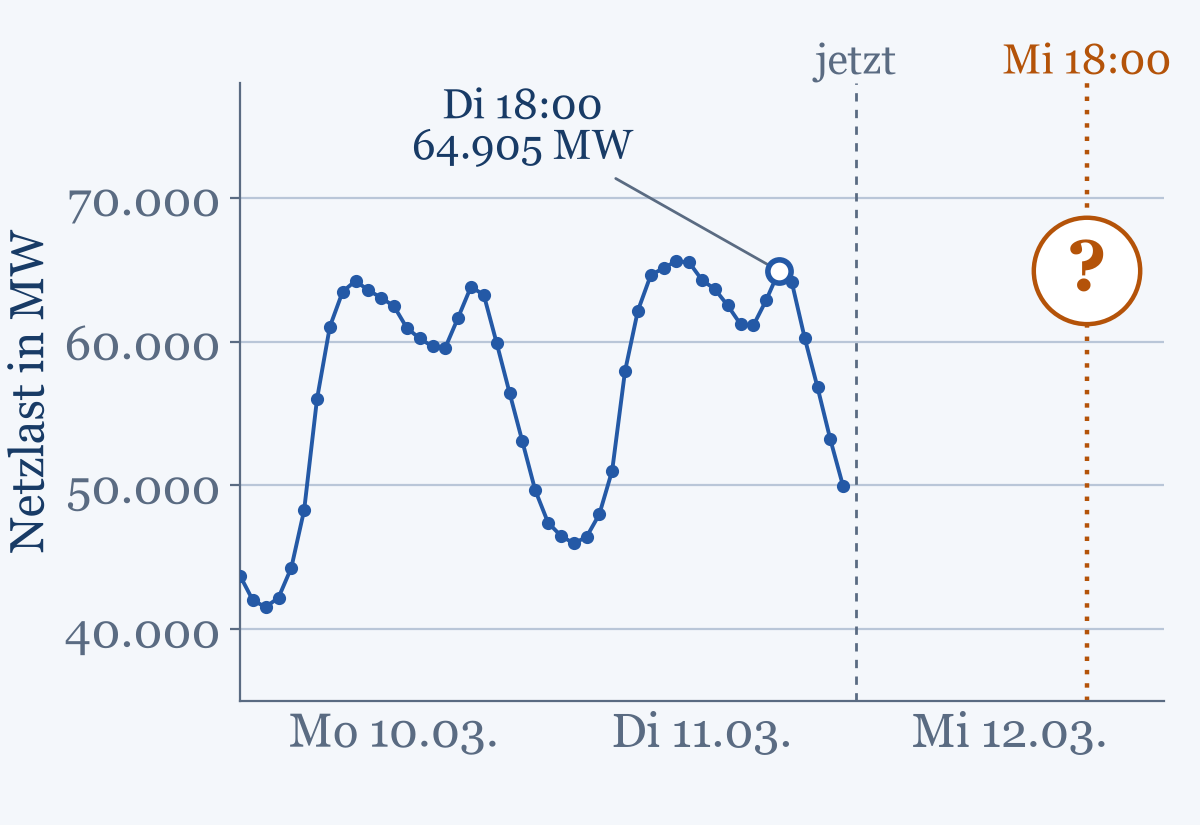 jetzt
Mi 18:00
Di 18:00
64.905 MW
70.000
60.000
50.000
40.000
Netzlast in MW
?
Mo 10.03.
Di 11.03.
Mi 12.03.